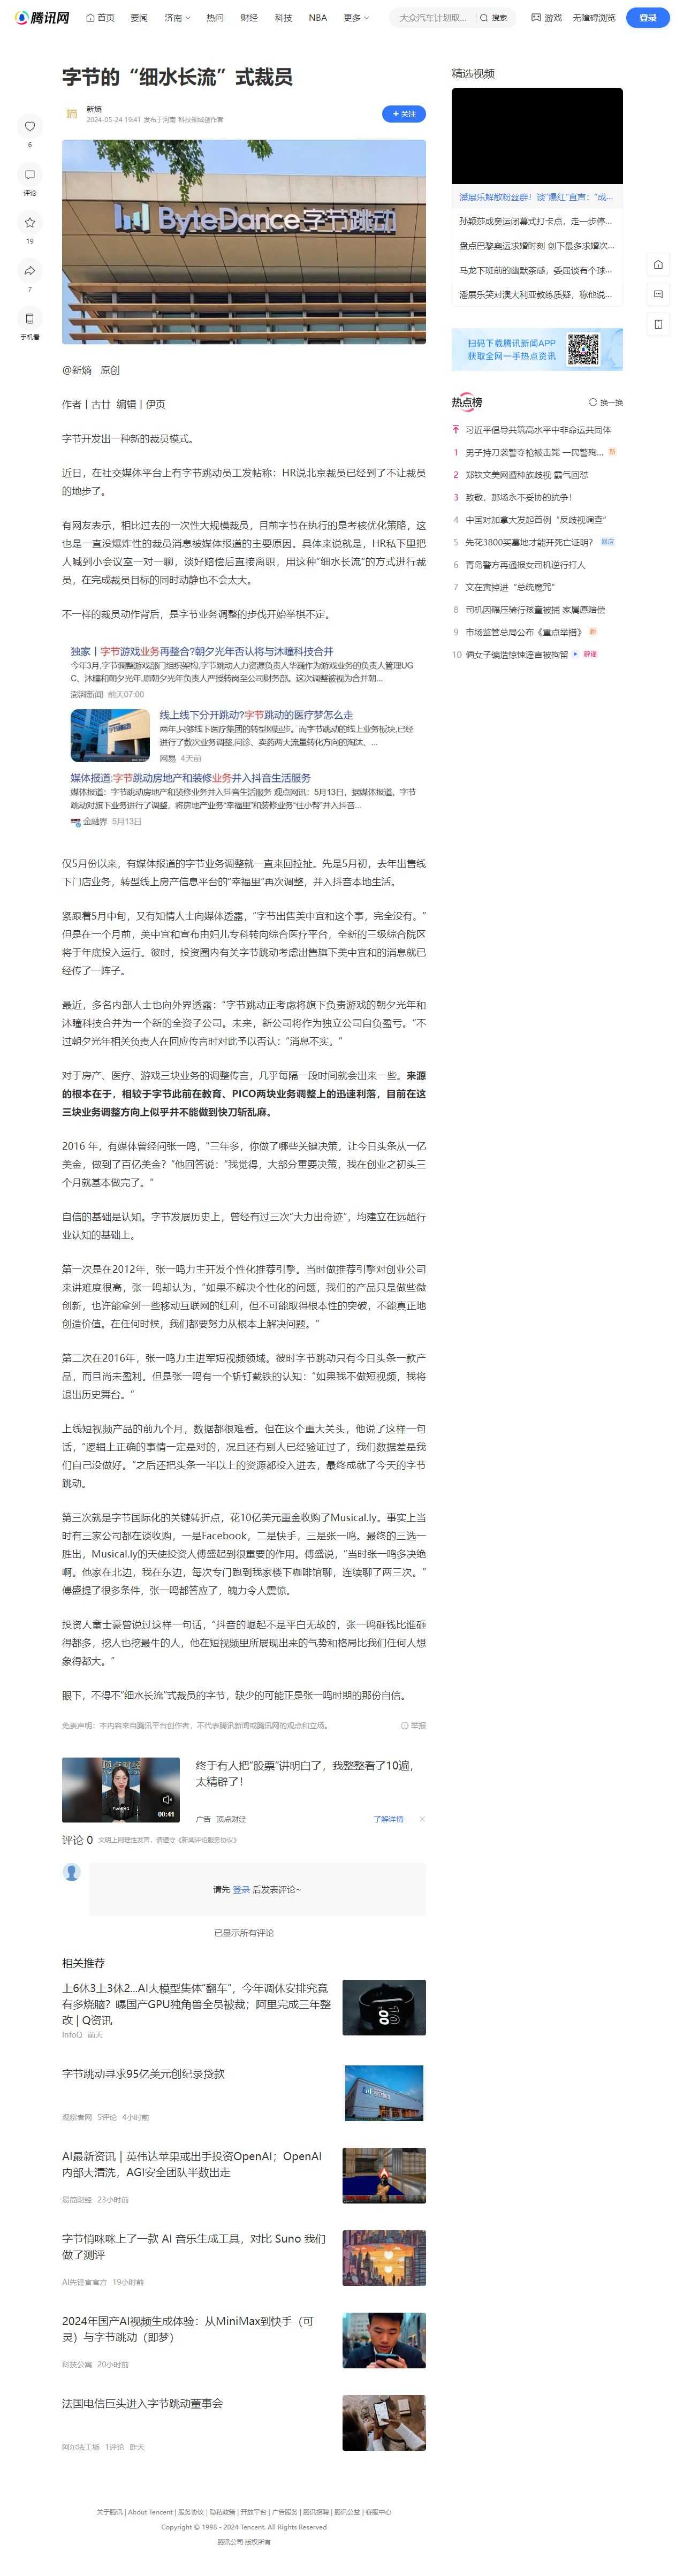 腾讯网
首页 要闻 济南 热问 财经 科技 NBA 更多
大众汽车计划取... 搜索
游戏 无障碍浏览 登录
字节的“细水长流”式裁员
新熵
2024-05-24 19:41 发布于河南 科技领域创作者
+ 关注
6
评论
19
7
手机看
ByteDance字节跳动
@新熵 原创
作者丨古廿 编辑丨伊页
字节开发出一种新的裁员模式。
近日，在社交媒体平台上有字节跳动员工发帖称：HR说北京裁员已经到了不让裁员
的地步了。
有网友表示，相比过去的一次性大规模裁员，目前字节在执行的是考核优化策略，这
也是一直没爆炸性的裁员消息被媒体报道的主要原因。具体来说就是，HR私下里把
人喊到小会议室一对一聊，谈好赔偿后直接离职，用这种“细水长流”的方式进行裁
员，在完成裁员目标的同时动静也不会太大。
不一样的裁员动作背后，是字节业务调整的步伐开始举棋不定。
独家丨字节游戏业务再整合?朝夕光年否认将与沐瞳科技合并
今年3月,字节调整游戏部门组织架构,字节跳动人力资源负责人华巍作为游戏业务的负责人管理UG
C、沐瞳和朝夕光年,原朝夕光年负责人严授转岗至公司财务部。这次调整被视为合并朝...
澎湃新闻 前天07:00
线上线下分开跳动?字节跳动的医疗梦怎么走
两年,只够线下医疗集团的转型刚起步。而字节跳动的线上业务板块,已经
进行了数次业务调整,问诊、卖药两大流量转化方向的淘汰、...
网易 4天前
媒体报道:字节跳动房地产和装修业务并入抖音生活服务
媒体报道：字节跳动房地产和装修业务并入抖音生活服务 观点网讯：5月13日，据媒体报道，字节
跳动对旗下业务进行了调整，将房地产业务“幸福里”和装修业务“住小帮”并入抖音...
金融界 5月13日
仅5月份以来，有媒体报道的字节业务调整就一直来回拉扯。先是5月初，去年出售线
下门店业务，转型线上房产信息平台的“幸福里”再次调整，并入抖音本地生活。
紧跟着5月中旬，又有知情人士向媒体透露，“字节出售美中宜和这个事，完全没有。”
但是在一个月前，美中宜和宣布由妇儿专科转向综合医疗平台，全新的三级综合院区
将于年底投入运行。彼时，投资圈内有关字节跳动考虑出售旗下美中宜和的消息就已
经传了一阵子。
最近，多名内部人士也向外界透露：“字节跳动正考虑将旗下负责游戏的朝夕光年和
沐瞳科技合并为一个新的全资子公司。未来，新公司将作为独立公司自负盈亏。”不
过朝夕光年相关负责人在回应传言时对此予以否认：“消息不实。”
对于房产、医疗、游戏三块业务的调整传言，几乎每隔一段时间就会出来一些。来源
的根本在于，相较于字节此前在教育、PICO两块业务调整上的迅速利落，目前在这
三块业务调整方向上似乎并不能做到快刀斩乱麻。
2016 年，有媒体曾经问张一鸣，“三年多，你做了哪些关键决策，让今日头条从一亿
美金，做到了百亿美金？”他回答说：“我觉得，大部分重要决策，我在创业之初头三
个月就基本做完了。”
自信的基础是认知。字节发展历史上，曾经有过三次“大力出奇迹”，均建立在远超行
业认知的基础上。
第一次是在2012年，张一鸣力主开发个性化推荐引擎。当时做推荐引擎对创业公司
来讲难度很高，张一鸣却认为，“如果不解决个性化的问题，我们的产品只是做些微
创新，也许能拿到一些移动互联网的红利，但不可能取得根本性的突破，不能真正地
创造价值。在任何时候，我们都要努力从根本上解决问题。”
第二次在2016年，张一鸣力主进军短视频领域。彼时字节跳动只有今日头条一款产
品，而且尚未盈利。但是张一鸣有一个斩钉截铁的认知：“如果我不做短视频，我将
退出历史舞台。”
上线短视频产品的前九个月，数据都很难看。但在这个重大关头，他说了这样一句
话，“逻辑上正确的事情一定是对的，况且还有别人已经验证过了，我们数据差是我
们自己没做好。”之后还把头条一半以上的资源都投入进去，最终成就了今天的字节
跳动。
第三次就是字节国际化的关键转折点，花10亿美元重金收购了Musical.ly。事实上当
时有三家公司都在谈收购，一是Facebook，二是快手，三是张一鸣。最终的三选一
胜出，Musical.ly的天使投资人傅盛起到很重要的作用。傅盛说，“当时张一鸣多决绝
啊。他家在北边，我在东边，每次专门跑到我家楼下咖啡馆聊，连续聊了两三次。”
傅盛提了很多条件，张一鸣都答应了，魄力令人震惊。
投资人童士豪曾说过这样一句话，“抖音的崛起不是平白无故的，张一鸣砸钱比谁砸
得都多，挖人也挖最牛的人，他在短视频里所展现出来的气势和格局比我们任何人想
象得都大。”
眼下，不得不“细水长流”式裁员的字节，缺少的可能正是张一鸣时期的那份自信。
免责声明：本内容来自腾讯平台创作者，不代表腾讯新闻或腾讯网的观点和立场。
举报
00:41
终于有人把“股票”讲明白了，我整整看了10遍，
太精辟了！
广告 顶点财经
了解详情
评论 0 文明上网理性发言，请遵守《新闻评论服务协议》
请先 登录 后发表评论~
已显示所有评论
相关推荐
上6休3上3休2...AI大模型集体“翻车”，今年调休安排究竟
有多烧脑？曝国产GPU独角兽全员被裁；阿里完成三年整
改 | Q资讯
InfoQ 前天
字节跳动寻求95亿美元创纪录贷款
观察者网 5评论 4小时前
AI最新资讯｜英伟达苹果或出手投资OpenAI；OpenAI
内部大清洗，AGI安全团队半数出走
易简财经 23小时前
字节悄咪咪上了一款 AI 音乐生成工具，对比 Suno 我们
做了测评
AI先锋官官方 19小时前
2024年国产AI视频生成体验：从MiniMax到快手（可
灵）与字节跳动（即梦）
科技公寓 20小时前
法国电信巨头进入字节跳动董事会
阿尔法工场 1评论 昨天
精选视频
潘展乐解散粉丝群！谈“爆红”直言：“成...
孙颖莎成奥运闭幕式打卡点，走一步停...
盘点巴黎奥运求婚时刻 创下最多求婚次...
马龙下班前的幽默茶感，委屈谈有个球...
潘展乐笑对澳大利亚教练质疑，称他说...
扫码下载腾讯新闻APP
获取全网一手热点资讯
热点榜 换一换
习近平倡导共筑高水平中非命运共同体
1 男子持刀袭警夺枪被击毙 一民警殉... 新
2 郑钦文美网遭种族歧视 霸气回怼
3 致敬，那场永不妥协的抗争！
4 中国对加拿大发起首例“反歧视调查”
5 先花3800买墓地才能开死亡证明？
6 青岛警方再通报女司机逆行打人
7 文在寅掉进“总统魔咒”
8 司机因碾压骑行孩童被捕 家属愿赔偿
9 市场监管总局公布《重点举措》 新
10 俩女子编造惊悚谣言被拘留 辟谣
关于腾讯 | About Tencent | 服务协议 | 隐私政策 | 开放平台 | 广告服务 | 腾讯招聘 | 腾讯公益 | 客服中心
Copyright © 1998 - 2024 Tencent. All Rights Reserved
腾讯公司 版权所有